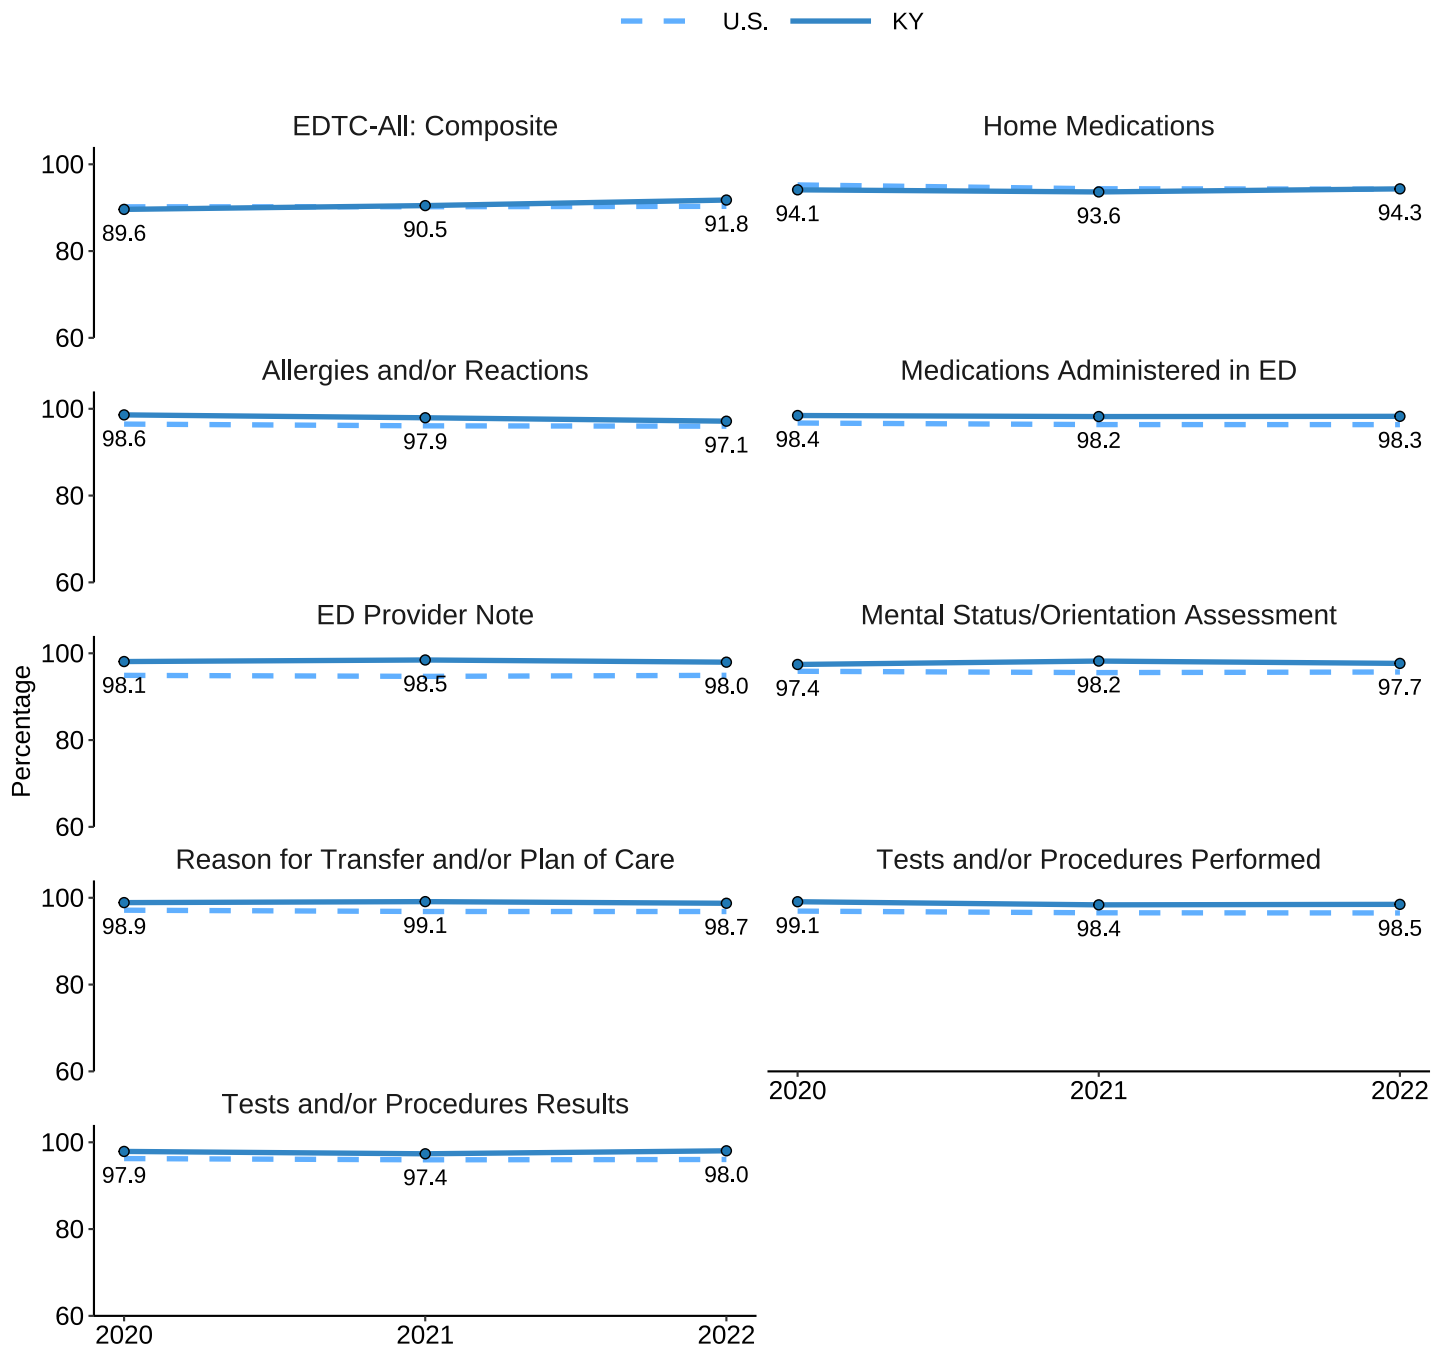 U.S. KY
EDTC-All: Composite
100
80
60
89.6 90.5 91.8
Home Medications
94.1 93.6 94.3
Allergies and/or Reactions
100
80
60
98.6 97.9 97.1
Medications Administered in ED
98.4 98.2 98.3
Percentage
ED Provider Note
100
80
60
98.1 98.5 98.0
Mental Status/Orientation Assessment
97.4 98.2 97.7
Reason for Transfer and/or Plan of Care
100
80
60
98.9 99.1 98.7
Tests and/or Procedures Performed
99.1 98.4 98.5
2020 2021 2022
Tests and/or Procedures Results
100
80
60
97.9 97.4 98.0
2020 2021 2022